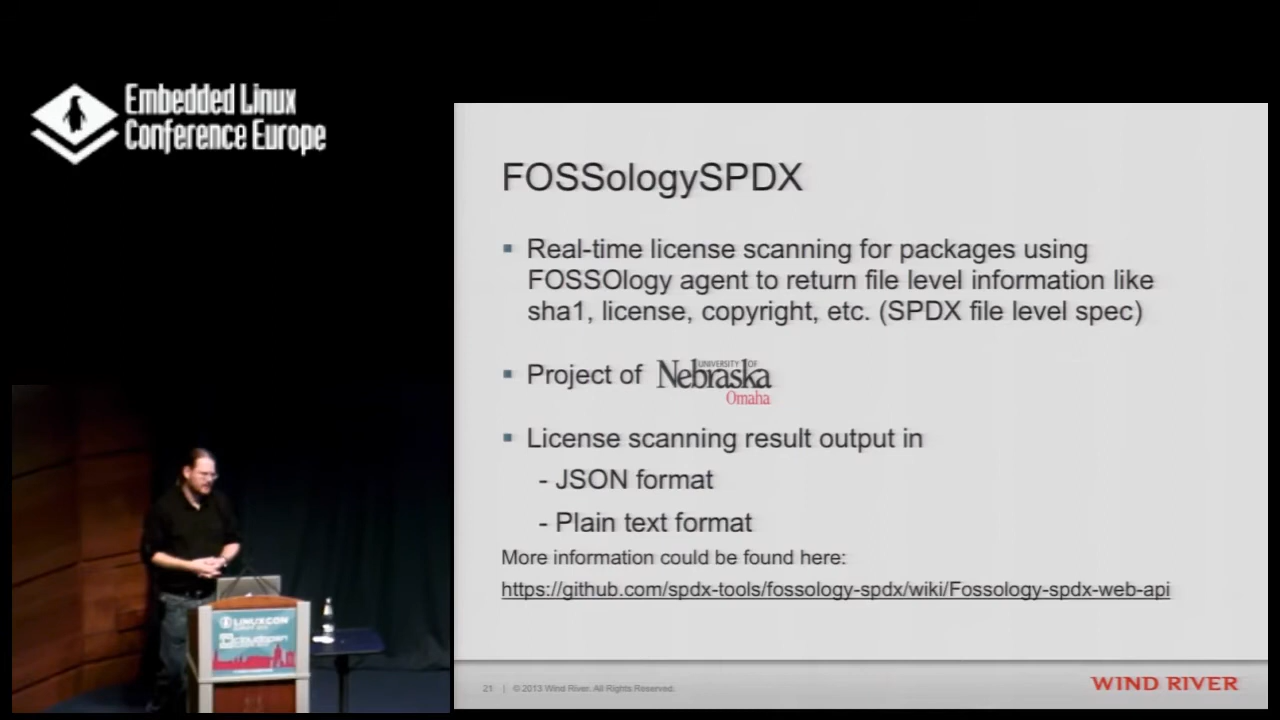 Embedded Linux
Conference Europe
FOSSologySPDX
Real-time license scanning for packages using
FOSSOlogy agent to return file level information like
sha1, license, copyright, etc. (SPDX file level spec)
Project of UNIVERSITY OF Nebraska Omaha
License scanning result output in
- JSON format
- Plain text format
More information could be found here:
https://github.com/spdx-tools/fossology-spdx/wiki/Fossology-spdx-web-api
21 | © 2013 Wind River. All Rights Reserved.
WIND RIVER
LINUXCON
cloudopen